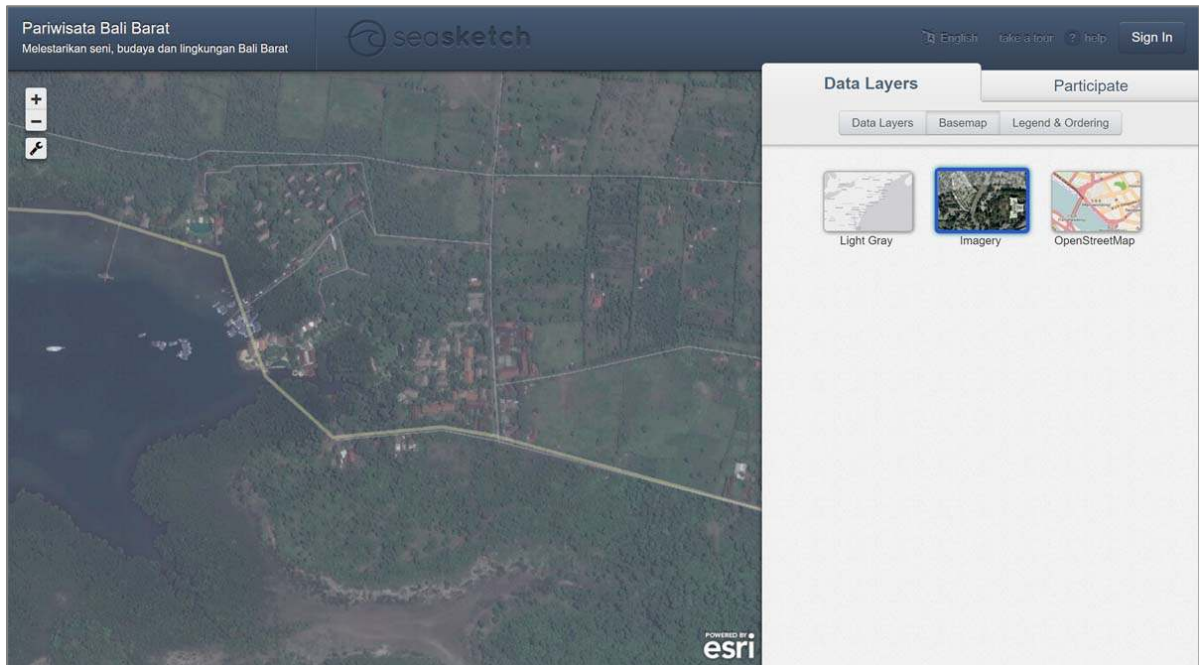 Pariwisata Bali Barat
Melestarikan seni, budaya dan lingkungan Bali Barat
seasketch
English
take a tour
? help
Sign In
+
−
Data Layers
Participate
Data Layers
Basemap
Legend & Ordering
Light Gray
Imagery
OpenStreetMap
POWERED BY
esri